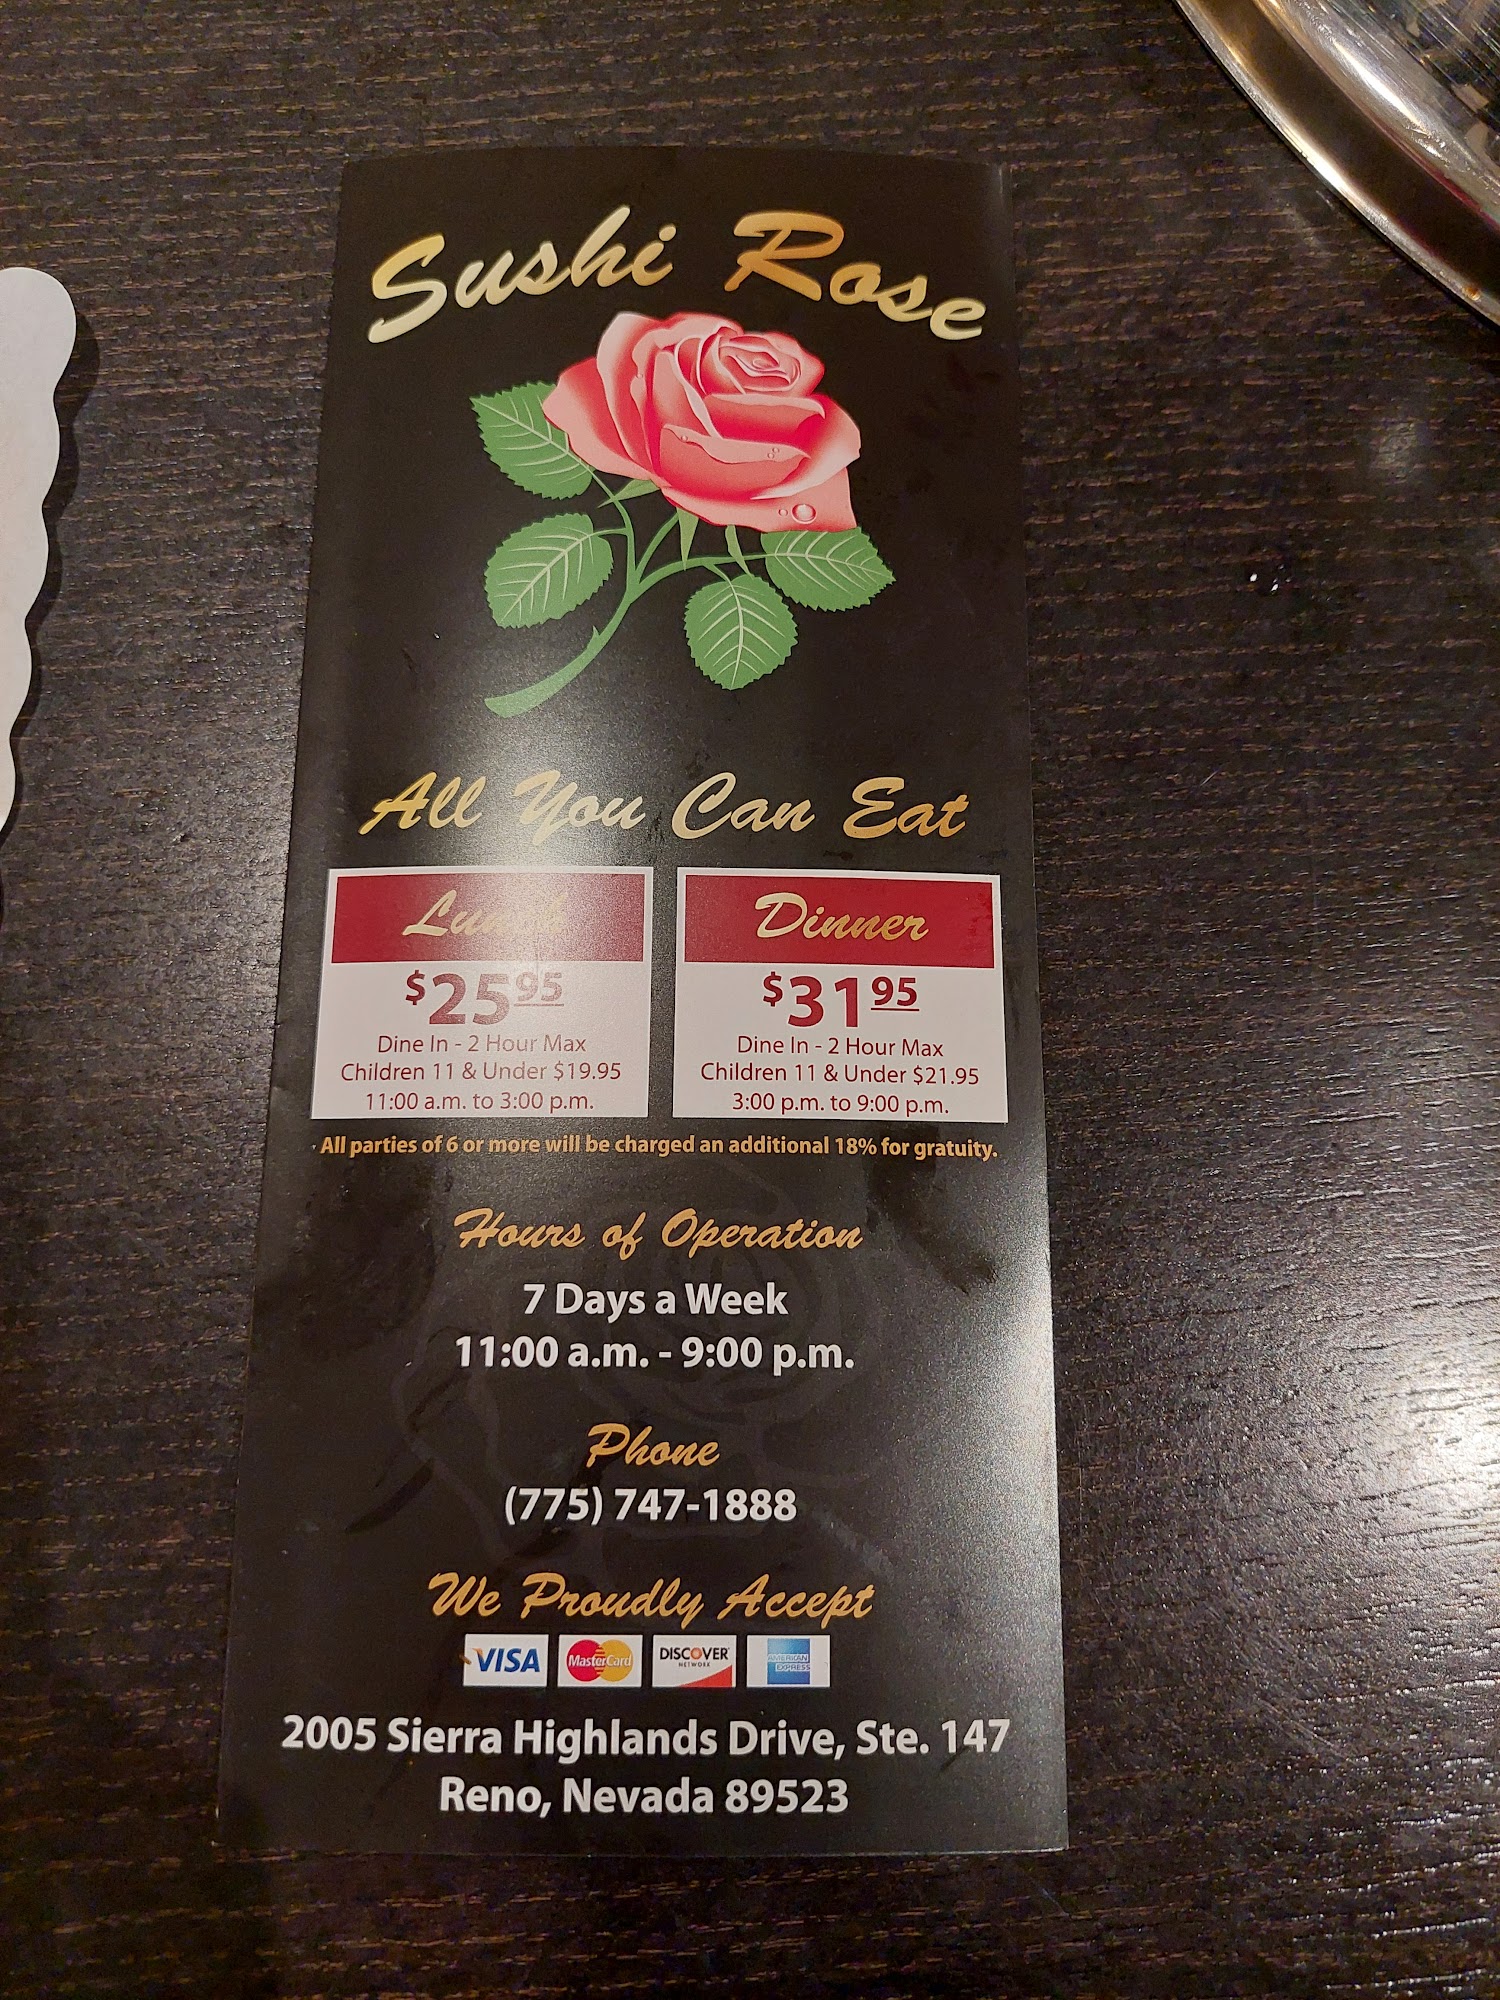 Sushi Rose
All You Can Eat
Lunch
$25 95
Dine In - 2 Hour Max
Children 11 & Under $19.95
11:00 a.m. to 3:00 p.m.
Dinner
$31 95
Dine In - 2 Hour Max
Children 11 & Under $21.95
3:00 p.m. to 9:00 p.m.
All parties of 6 or more will be charged an additional 18% for gratuity.
Hours of Operation
7 Days a Week
11:00 a.m. - 9:00 p.m.
Phone
(775) 747-1888
We Proudly Accept
VISA MasterCard DISCOVER NETWORK AMERICAN EXPRESS
2005 Sierra Highlands Drive, Ste. 147
Reno, Nevada 89523